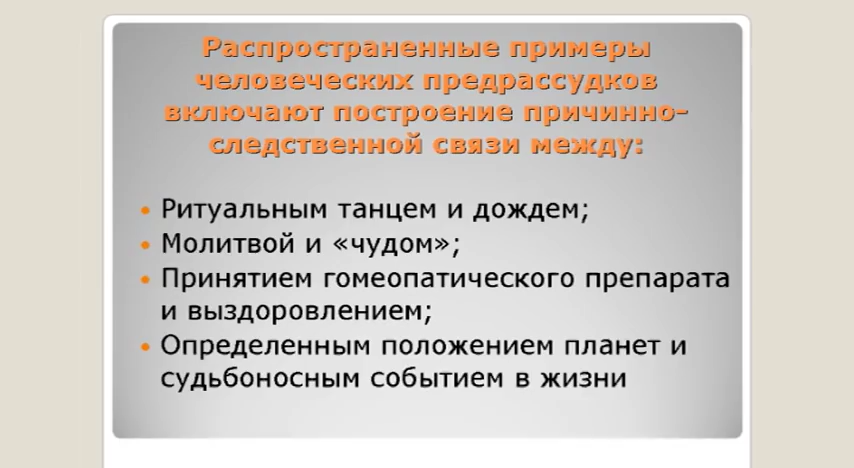 Распространенные примеры
человеческих предрассудков
включают построение причинно-
следственной связи между:
• Ритуальным танцем и дождем;
• Молитвой и «чудом»;
• Принятием гомеопатического препарата
и выздоровлением;
• Определенным положением планет и
судьбоносным событием в жизни